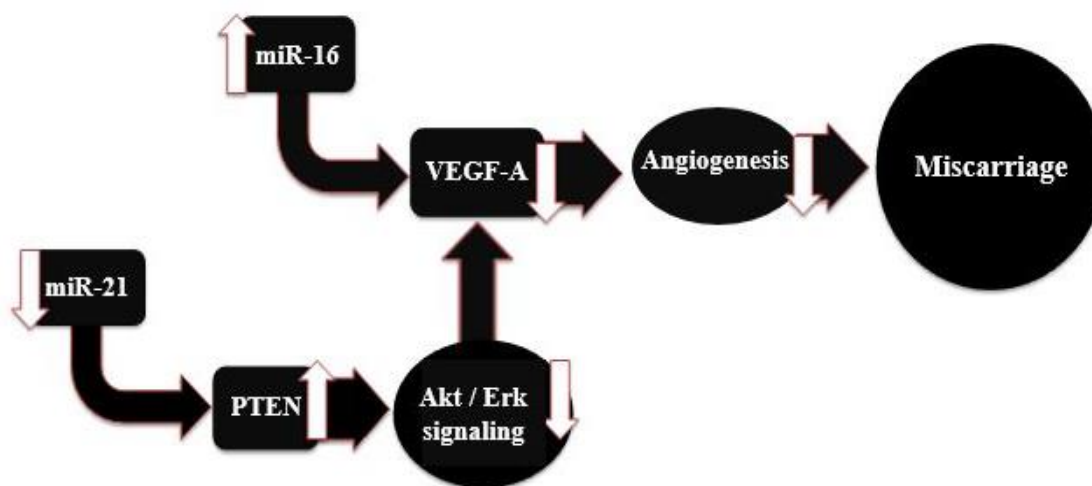 miR-16
VEGF-A
Angiogenesis
Miscarriage
miR-21
PTEN
Akt / Erk
signaling